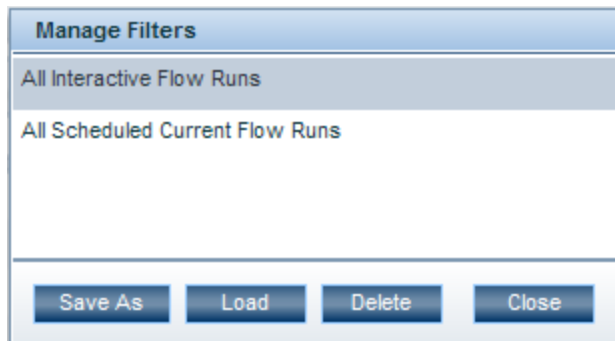 Manage Filters
All Interactive Flow Runs
All Scheduled Current Flow Runs
Save As Load Delete Close